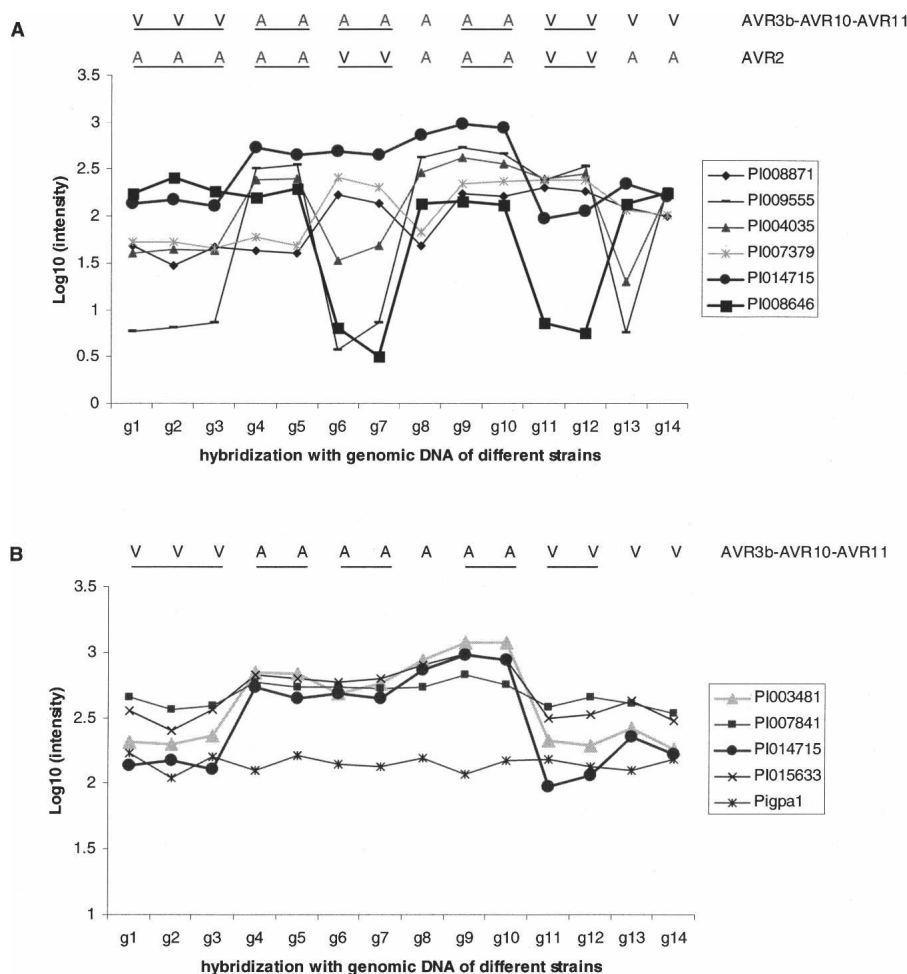 A
V V V A A A A A A A V V V V AVR3b-AVR10-AVR11
A A A A A V V A A A V V A A AVR2
3.5
3
2.5
2
1.5
1
0.5
0
Log10 (intensity)
g1 g2 g3 g4 g5 g6 g7 g8 g9 g10 g11 g12 g13 g14
hybridization with genomic DNA of different strains
PI008871
PI009555
PI004035
PI007379
PI014715
PI008646
B
V V V A A A A A A A V V V V AVR3b-AVR10-AVR11
3.5
3
2.5
2
1.5
1
Log10 (intensity)
g1 g2 g3 g4 g5 g6 g7 g8 g9 g10 g11 g12 g13 g14
hybridization with genomic DNA of different strains
PI003481
PI007841
PI014715
PI015633
Pigpa1